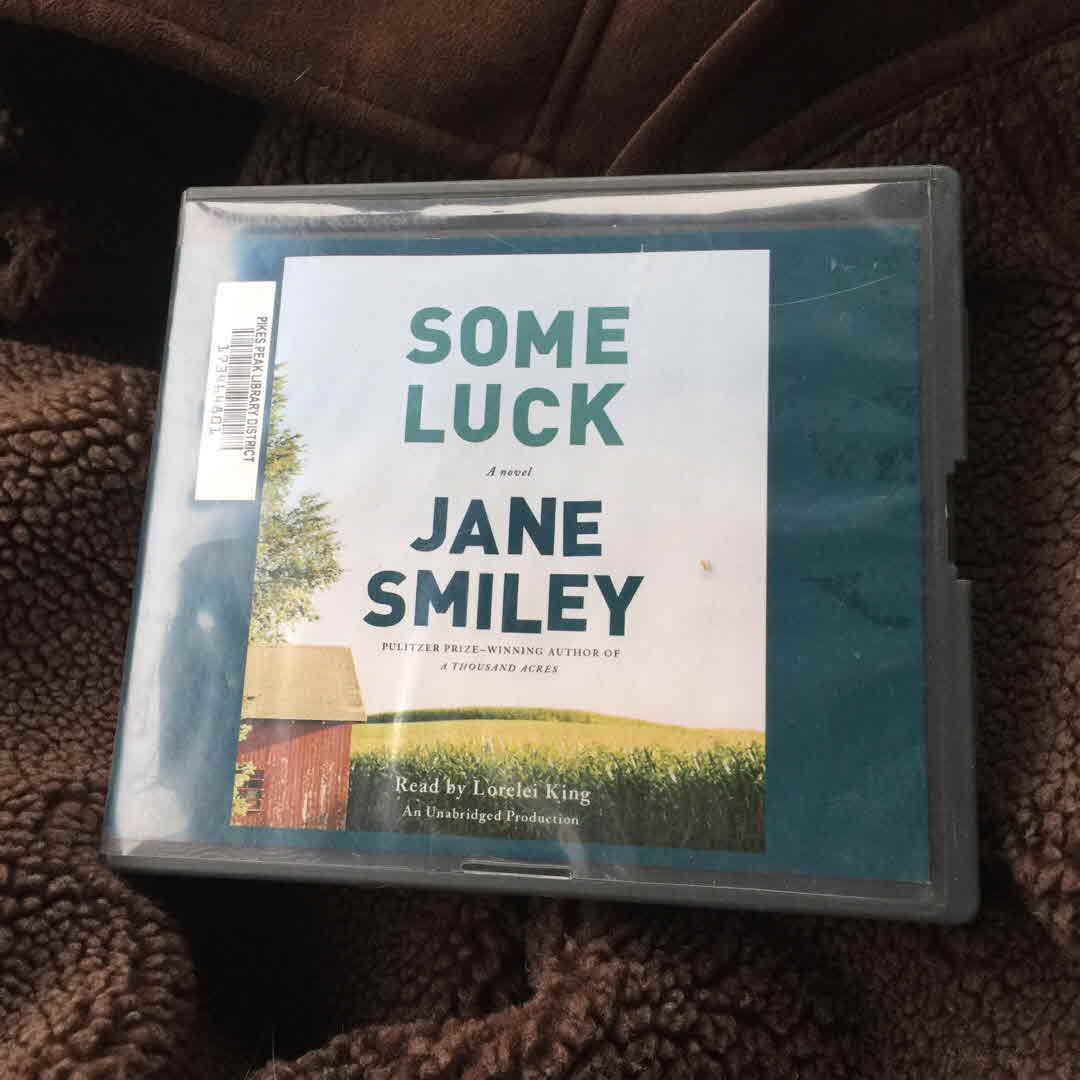 PIKES PEAK LIBRARY DISTRICT
SOME
LUCK
A novel
JANE
SMILEY
PULITZER PRIZE–WINNING AUTHOR OF
A THOUSAND ACRES
Read by Lorelei King
An Unabridged Production